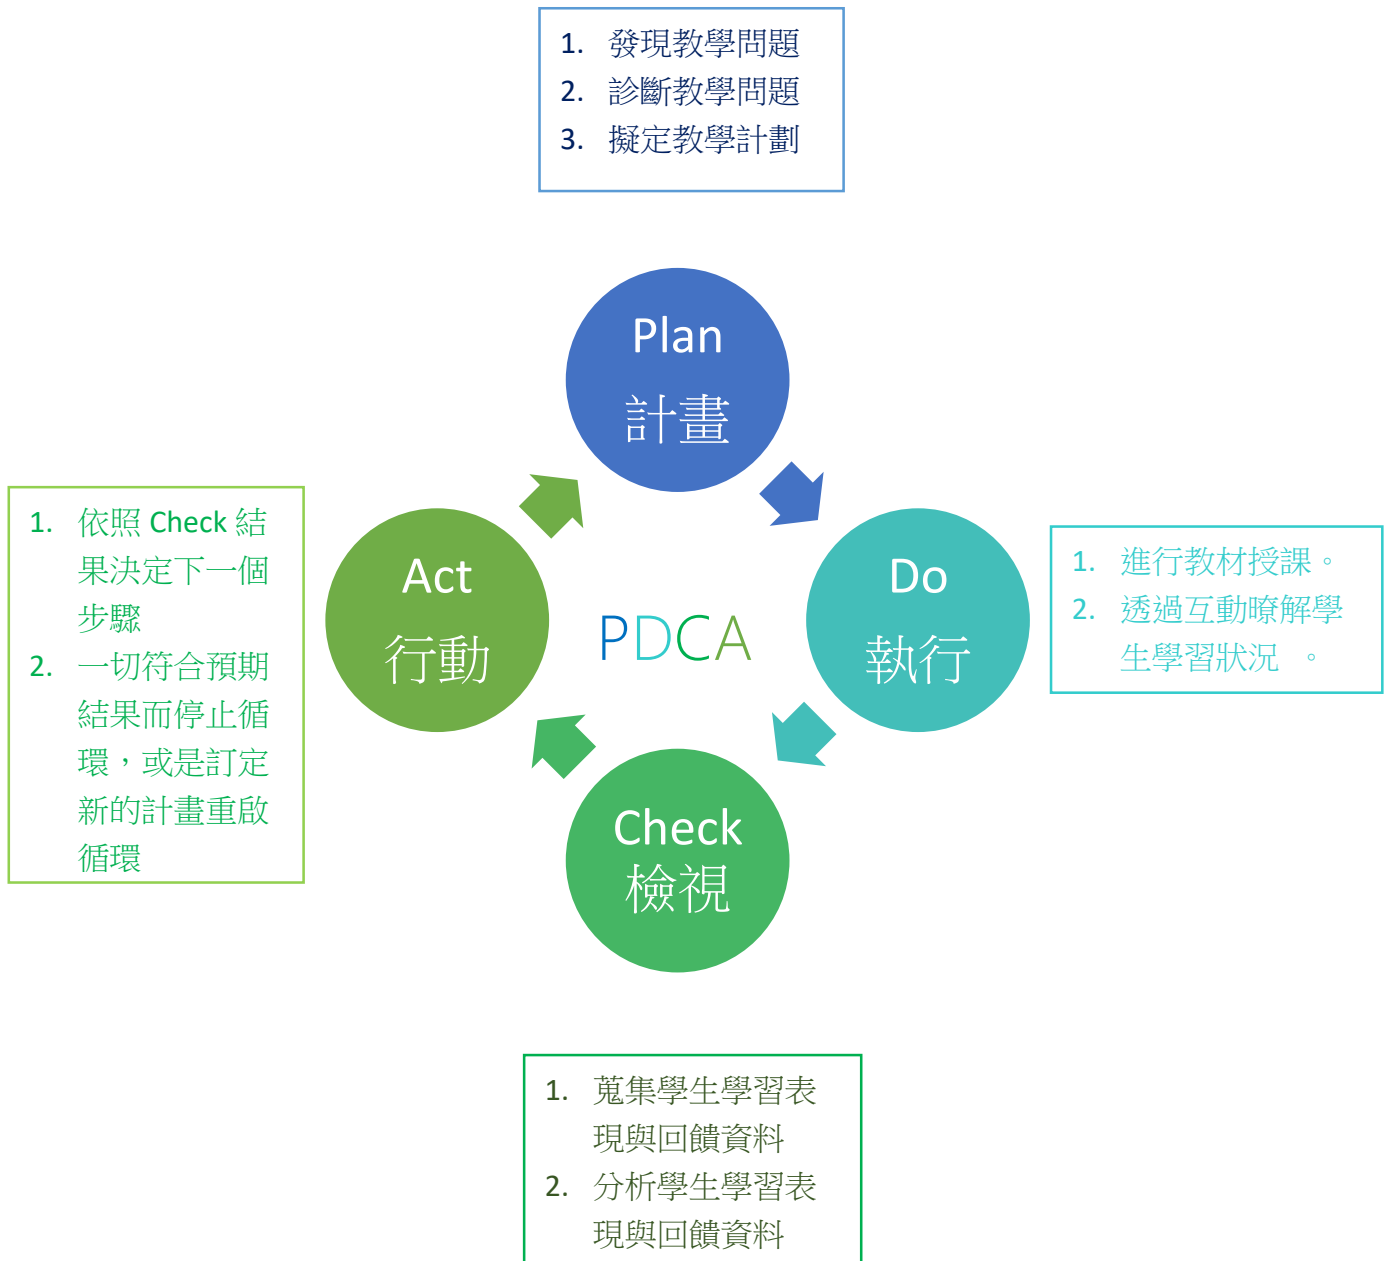 1. 發現教學問題
2. 診斷教學問題
3. 擬定教學計劃
Plan
計畫
1. 依照 Check 結
果決定下一個
步驟
2. 一切符合預期
結果而停止循
環，或是訂定
新的計畫重啟
循環
Act
行動
PDCA
Do
執行
1. 進行教材授課。
2. 透過互動暸解學
生學習狀況 。
Check
檢視
1. 蒐集學生學習表
現與回饋資料
2. 分析學生學習表
現與回饋資料